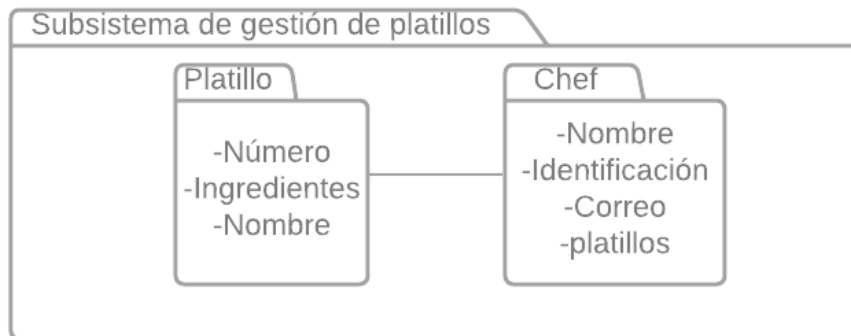 Subsistema de gestión de platillos
Platillo
-Número
-Ingredientes
-Nombre
Chef
-Nombre
-Identificación
-Correo
-platillos